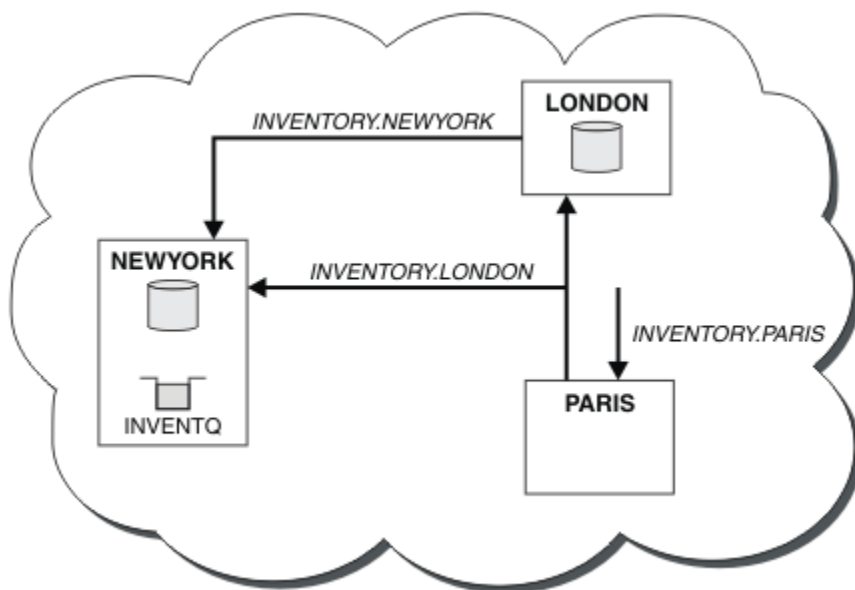 LONDON
INVENTORY.NEWYORK
NEWYORK
INVENTORY.LONDON
INVENTORY.PARIS
PARIS
INVENTQ